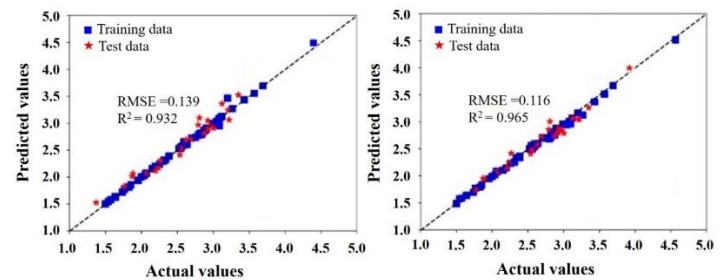 5.0
4.5
4.0
3.5
3.0
2.5
2.0
1.5
1.0
Predicted values
Training data
Test data
RMSE =0.139
R² = 0.932
1.0 1.5 2.0 2.5 3.0 3.5 4.0 4.5 5.0
Actual values
5.0
4.5
4.0
3.5
3.0
2.5
2.0
1.5
1.0
Predicted values
Training data
Test data
RMSE =0.116
R² = 0.965
1.0 1.5 2.0 2.5 3.0 3.5 4.0 4.5 5.0
Actual values